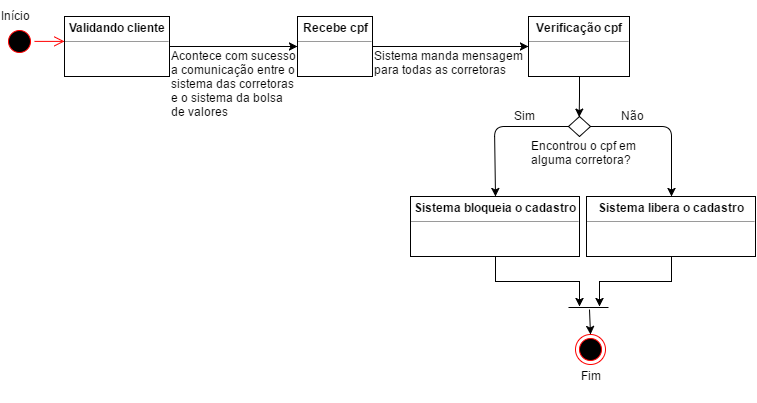 Início
Validando cliente
Recebe cpf
Verificação cpf
Acontece com sucesso
a comunicação entre o
sistema das corretoras
e o sistema da bolsa
de valores
Sistema manda mensagem
para todas as corretoras
Sim
Não
Encontrou o cpf em
alguma corretora?
Sistema bloqueia o cadastro
Sistema libera o cadastro
Fim